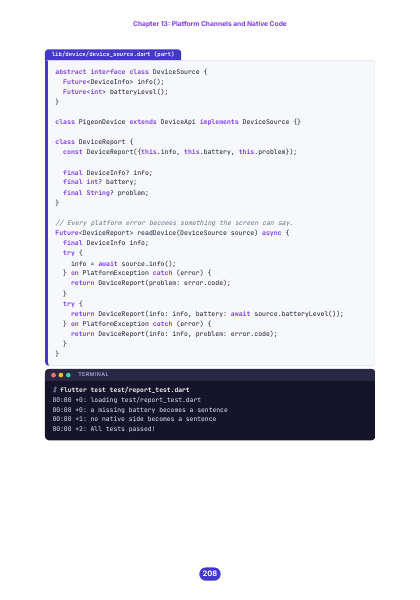 Chapter 13: Platform Channels and Native Code
lib/device/device_source.dart (part)
abstract interface class DeviceSource {
  Future<DeviceInfo> info();
  Future<int> batteryLevel();
}

class PigeonDevice extends DeviceApi implements DeviceSource {}

class DeviceReport {
  const DeviceReport({this.info, this.battery, this.problem});

  final DeviceInfo? info;
  final int? battery;
  final String? problem;
}

// Every platform error becomes something the screen can say.
Future<DeviceReport> readDevice(DeviceSource source) async {
  final DeviceInfo info;
  try {
    info = await source.info();
  } on PlatformException catch (error) {
    return DeviceReport(problem: error.code);
  }
  try {
    return DeviceReport(info: info, battery: await source.batteryLevel());
  } on PlatformException catch (error) {
    return DeviceReport(info: info, problem: error.code);
  }
}
TERMINAL
$ flutter test test/report_test.dart
00:00 +0: loading test/report_test.dart
00:00 +0: a missing battery becomes a sentence
00:00 +1: no native side becomes a sentence
00:00 +2: All tests passed!
208